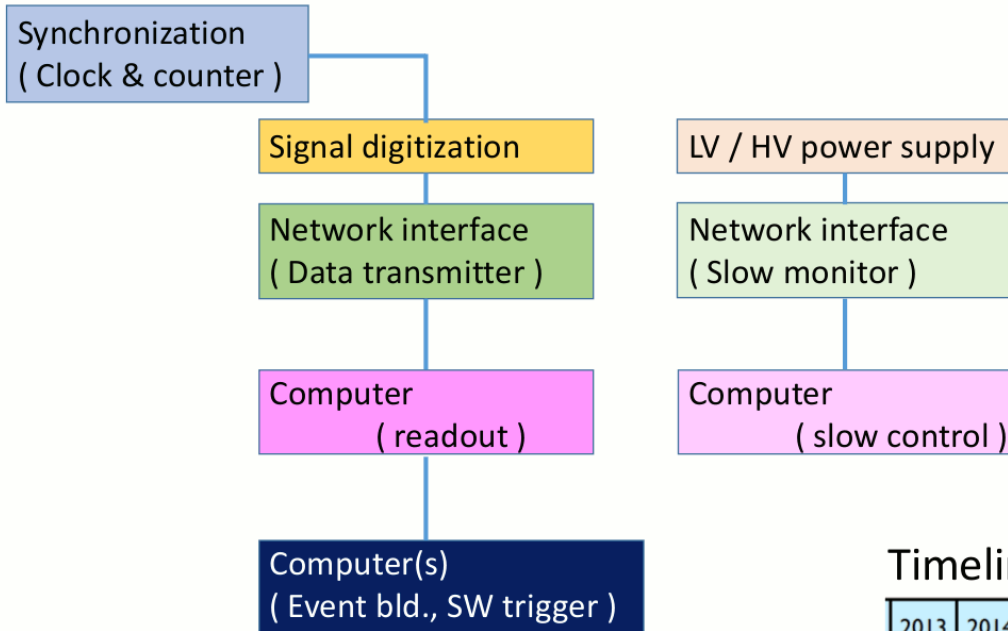 Synchronization
( Clock & counter )
Signal digitization
Network interface
( Data transmitter )
Computer
( readout )
Computer(s)
( Event bld., SW trigger )
LV / HV power supply
Network interface
( Slow monitor )
Computer
( slow control )
2013